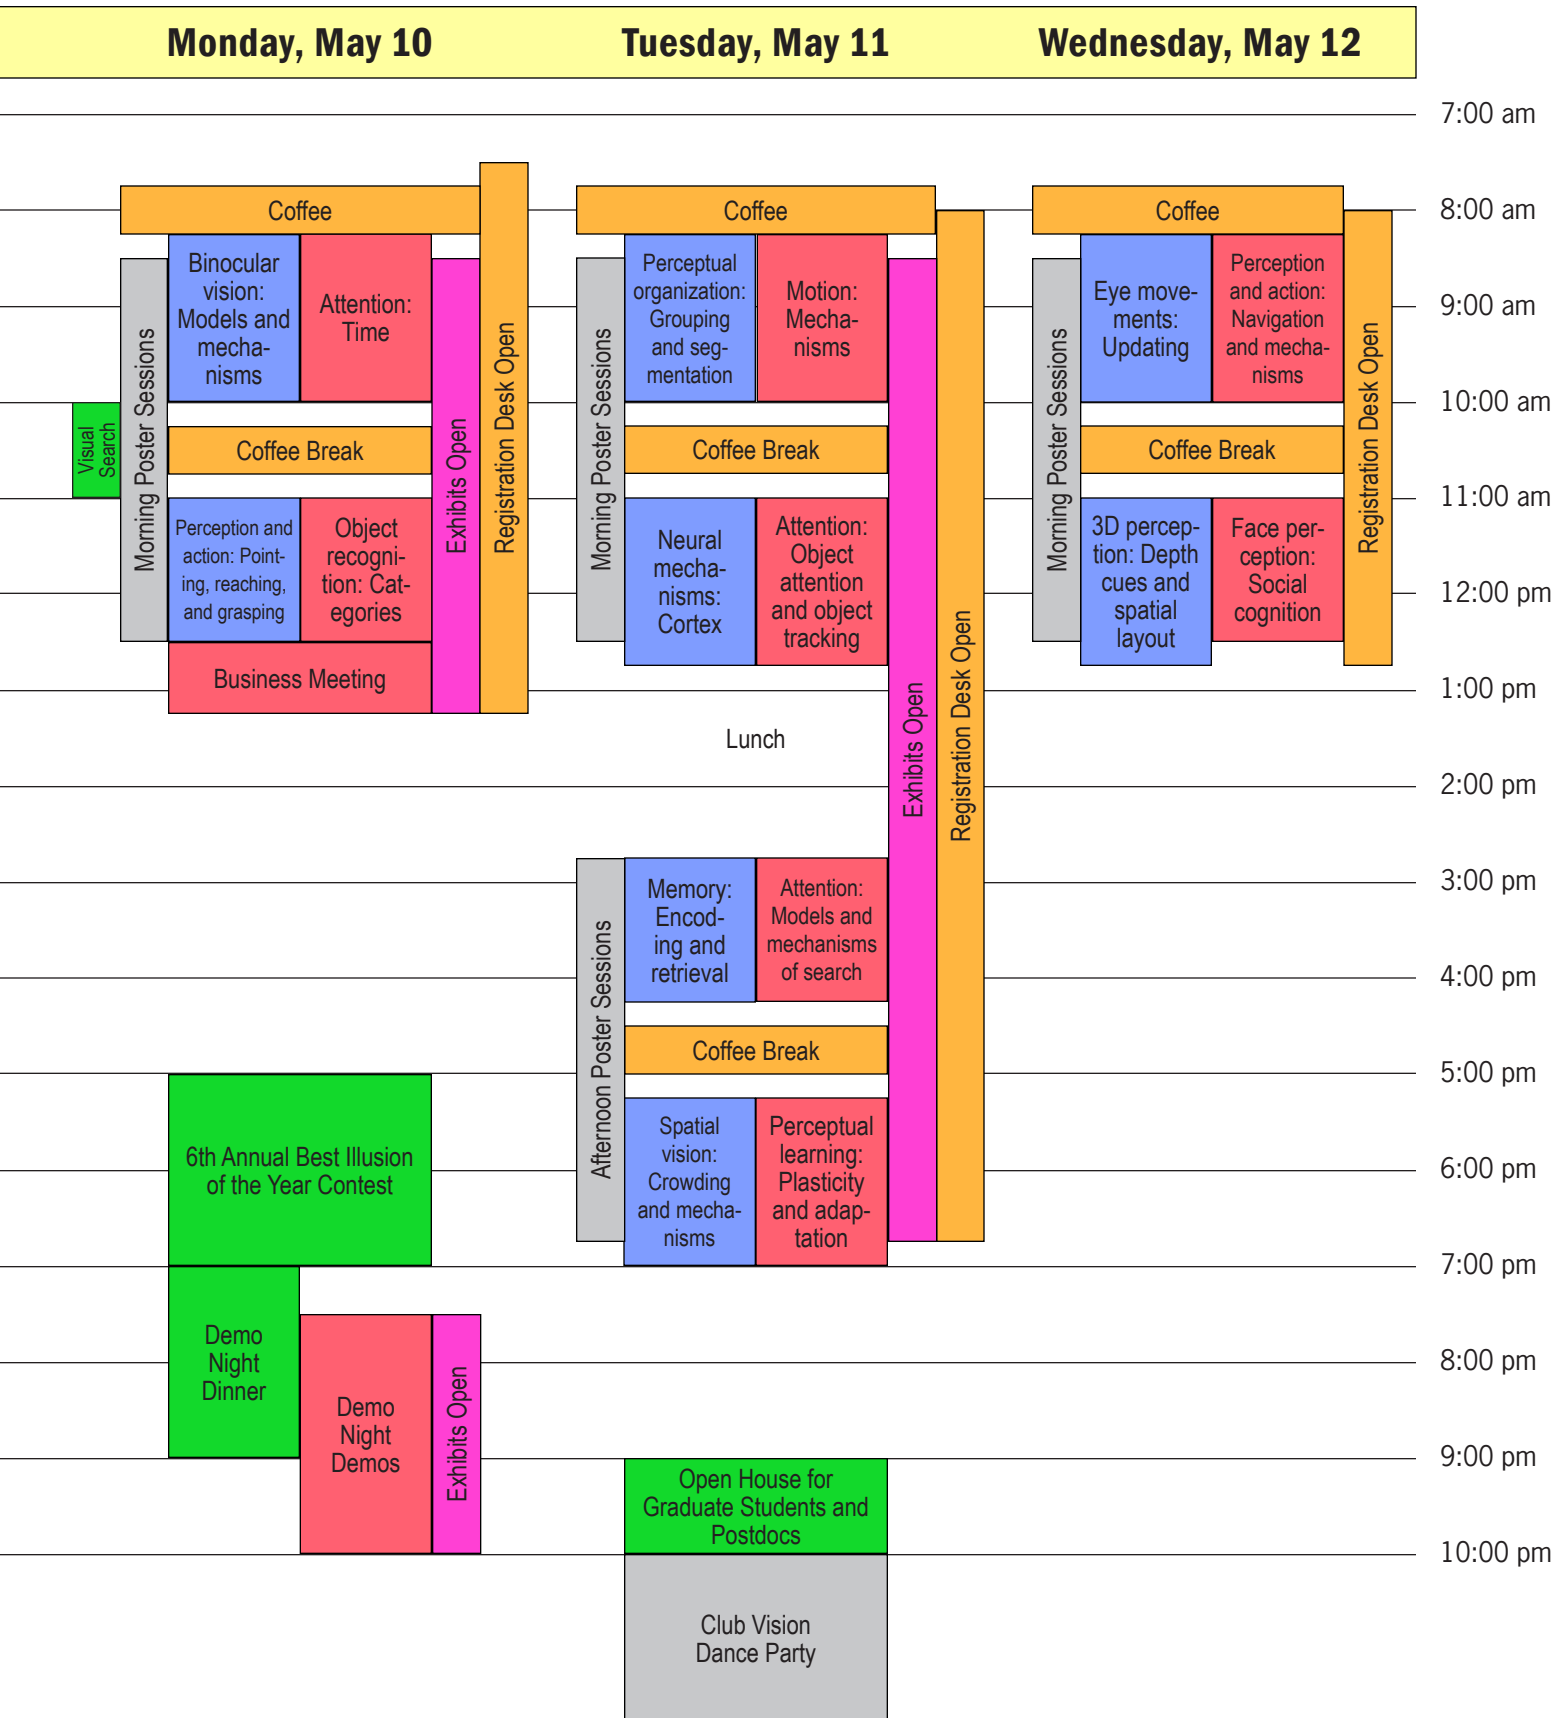 Monday, May 10
Tuesday, May 11
Wednesday, May 12
7:00 am
8:00 am
9:00 am
10:00 am
11:00 am
12:00 pm
1:00 pm
2:00 pm
3:00 pm
4:00 pm
5:00 pm
6:00 pm
7:00 pm
8:00 pm
9:00 pm
10:00 pm
Coffee
Visual
Search
Morning Poster Sessions
Binocular
vision:
Models and
mecha-
nisms
Attention:
Time
Coffee Break
Perception and
action: Point-
ing, reaching,
and grasping
Object
recogni-
tion: Cat-
egories
Business Meeting
Exhibits Open
Registration Desk Open
6th Annual Best Illusion
of the Year Contest
Demo
Night
Dinner
Demo
Night
Demos
Exhibits Open
Coffee
Morning Poster Sessions
Perceptual
organization:
Grouping
and seg-
mentation
Motion:
Mecha-
nisms
Coffee Break
Neural
mecha-
nisms:
Cortex
Attention:
Object
attention
and object
tracking
Exhibits Open
Registration Desk Open
Lunch
Afternoon Poster Sessions
Memory:
Encod-
ing and
retrieval
Attention:
Models and
mechanisms
of search
Coffee Break
Spatial
vision:
Crowding
and mecha-
nisms
Perceptual
learning:
Plasticity
and adap-
tation
Open House for
Graduate Students and
Postdocs
Club Vision
Dance Party
Coffee
Morning Poster Sessions
Eye move-
ments:
Updating
Perception
and action:
Navigation
and mecha-
nisms
Coffee Break
3D percep-
tion: Depth
cues and
spatial
layout
Face per-
ception:
Social
cognition
Registration Desk Open